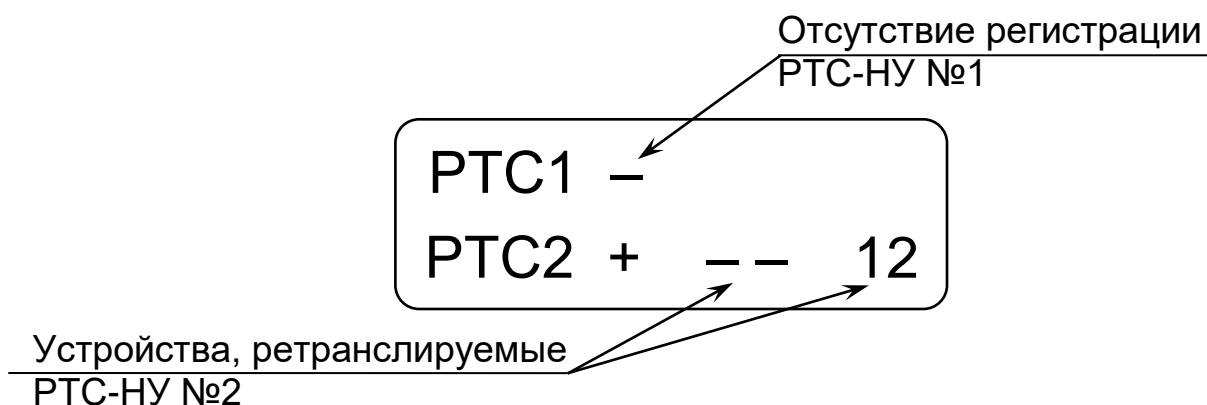 Отсутствие регистрации
РТС-НУ №1
РТС1 –
РТС2 + – – 12
Устройства, ретранслируемые
РТС-НУ №2